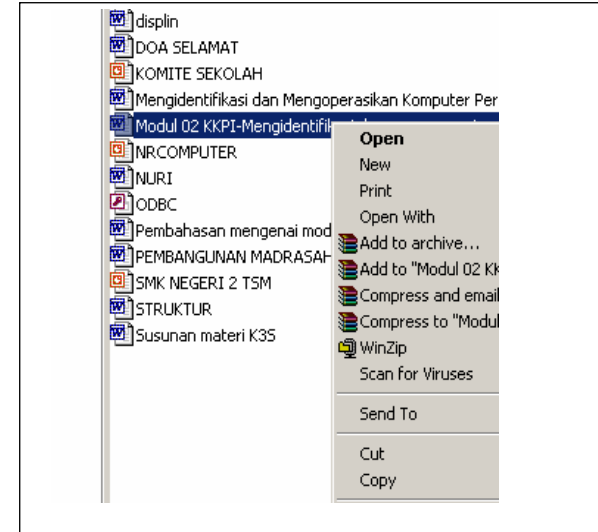 displin
DOA SELAMAT
KOMITE SEKOLAH
Mengidentifikasi dan Mengoperasikan Komputer Per
Modul 02 KKPI-Mengidentifik
NRCOMPUTER
NURI
ODBC
Pembahasan mengenai mod
PEMBANGUNAN MADRASAH
SMK NEGERI 2 TSM
STRUKTUR
Susunan materi K3S
Open
New
Print
Open With
Add to archive...
Add to "Modul 02 KK
Compress and email
Compress to "Modul
WinZip
Scan for Viruses
Send To
Cut
Copy